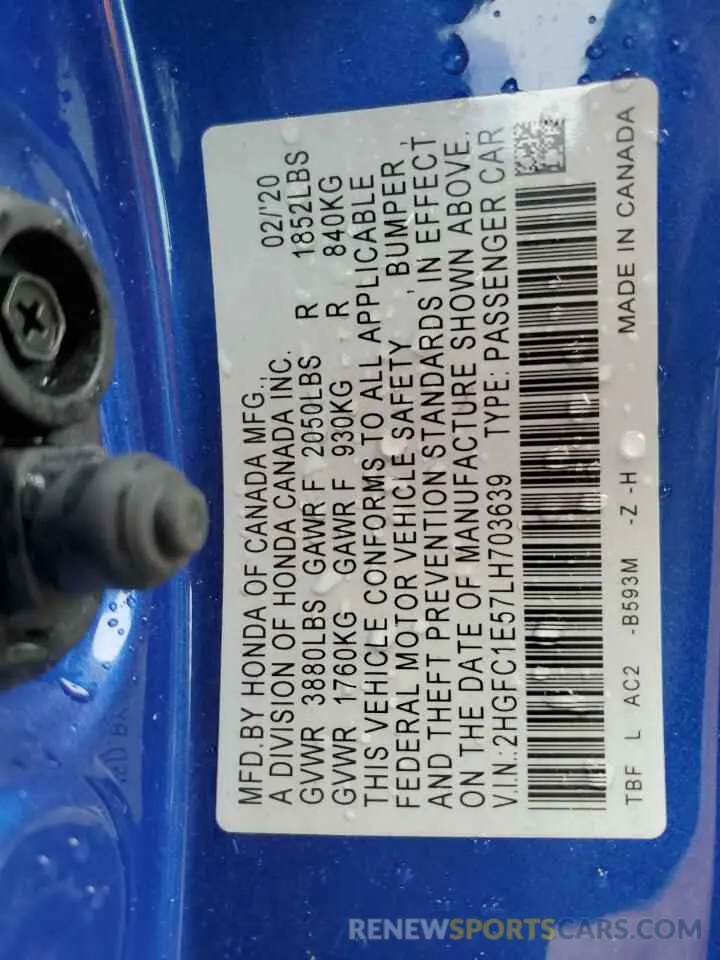 MFD.BY HONDA OF CANADA MFG., 02/'20
A DIVISION OF HONDA CANADA INC.
GVWR 3880LBS GAWR F 2050LBS R 1852LBS
GVWR 1760KG GAWR F 930KG R 840KG
THIS VEHICLE CONFORMS TO ALL APPLICABLE
FEDERAL MOTOR VEHICLE SAFETY, BUMPER,
AND THEFT PREVENTION STANDARDS IN EFFECT
ON THE DATE OF MANUFACTURE SHOWN ABOVE.
V.I.N.:2HGFC1E57LH703639 TYPE: PASSENGER CAR
TBF L AC2 -B593M -Z -H MADE IN CANADA
RENEWSPORTSCARS.COM